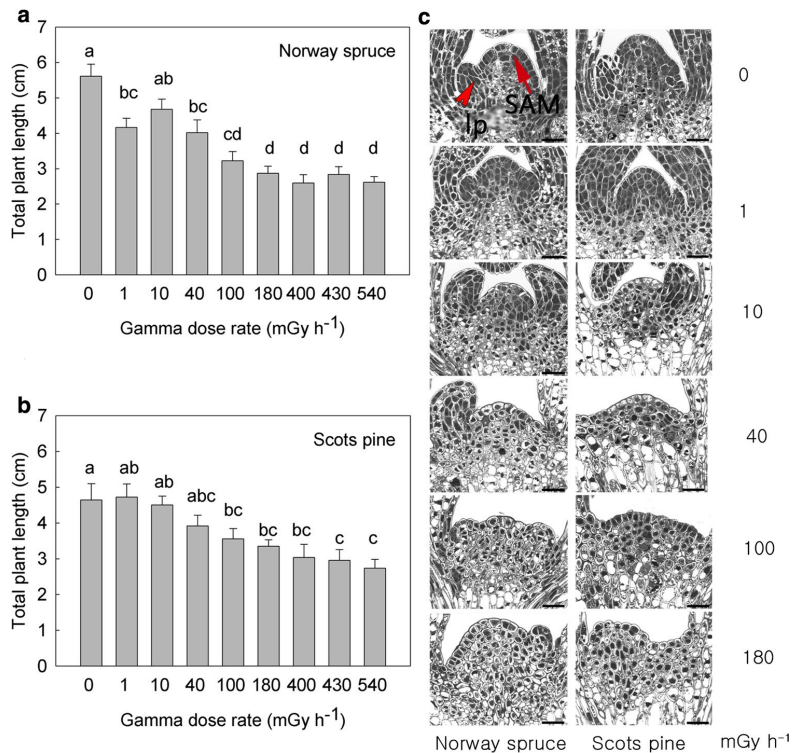 a
Norway spruce
Total plant length (cm)
7
6
5
4
3
2
1
0
a
bc
ab
bc
cd
d
d
d
d
0 1 10 40 100 180 400 430 540
Gamma dose rate (mGy h⁻¹)
b
Scots pine
Total plant length (cm)
7
6
5
4
3
2
1
0
a
ab
ab
abc
bc
bc
bc
c
c
0 1 10 40 100 180 400 430 540
Gamma dose rate (mGy h⁻¹)
c
lp
SAM
0
1
10
40
100
180
Norway spruce Scots pine mGy h⁻¹